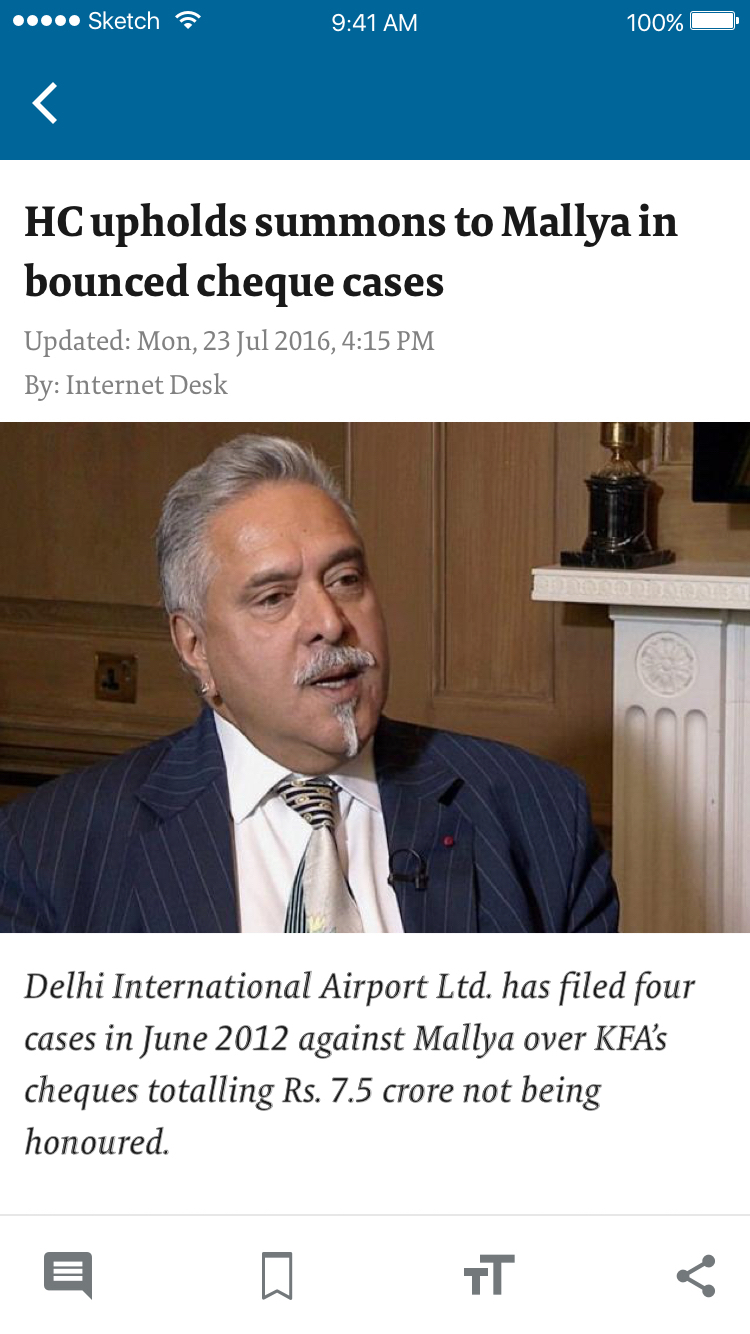 Sketch 9:41 AM 100%
HC upholds summons to Mallya in
bounced cheque cases
Updated: Mon, 23 Jul 2016, 4:15 PM
By: Internet Desk
Delhi International Airport Ltd. has filed four
cases in June 2012 against Mallya over KFA’s
cheques totalling Rs. 7.5 crore not being
honoured.
TT